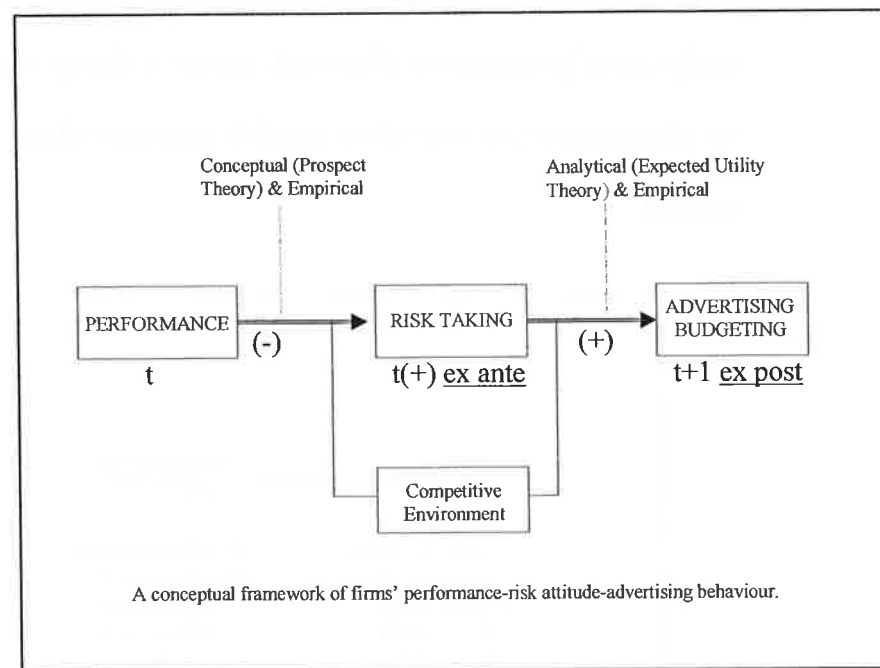 Conceptual (Prospect
Theory) & Empirical
Analytical (Expected Utility
Theory) & Empirical
PERFORMANCE
(-)
RISK TAKING
(+)
ADVERTISING
BUDGETING
t
t(+) ex ante
t+1 ex post
Competitive
Environment
A conceptual framework of firms' performance-risk attitude-advertising behaviour.